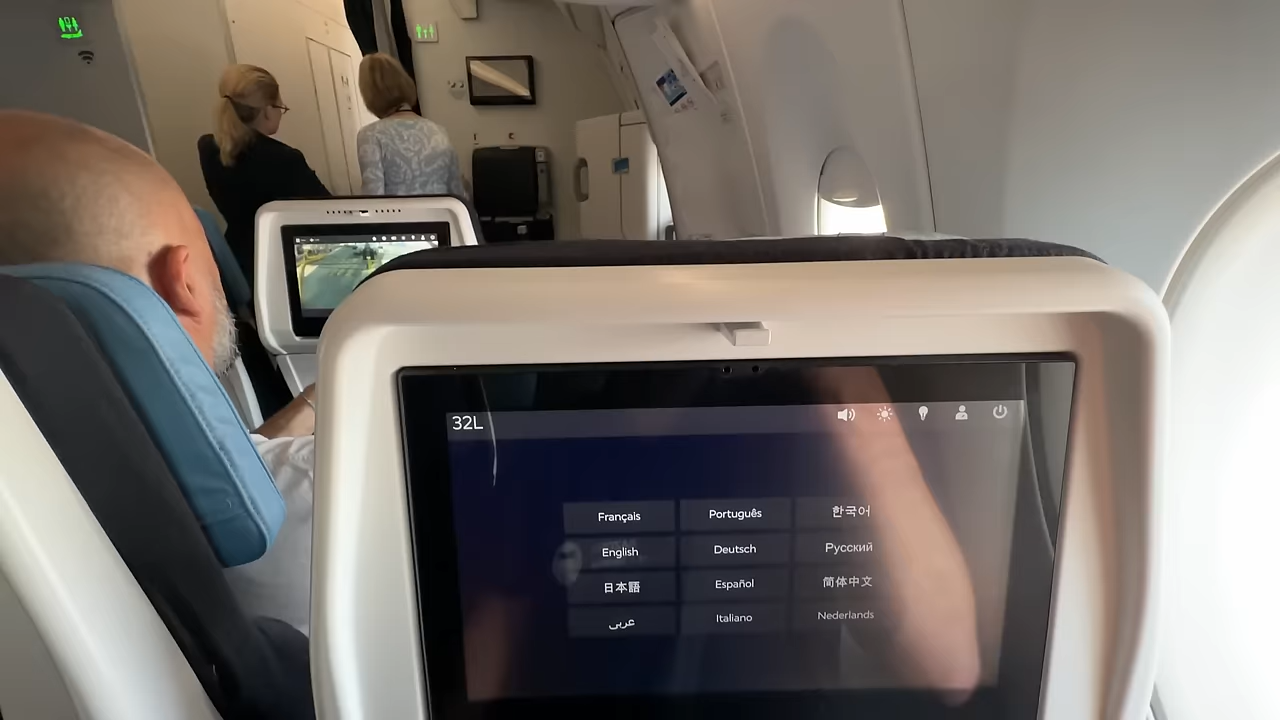 32L
Français Português 한국어
English Deutsch Русский
日本語 Español 简体中文
عربى Italiano Nederlands